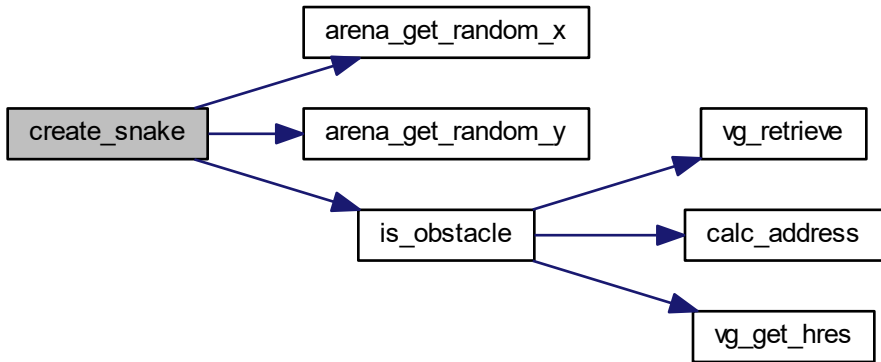 arena_get_random_x
create_snake
arena_get_random_y
vg_retrieve
is_obstacle
calc_address
vg_get_hres